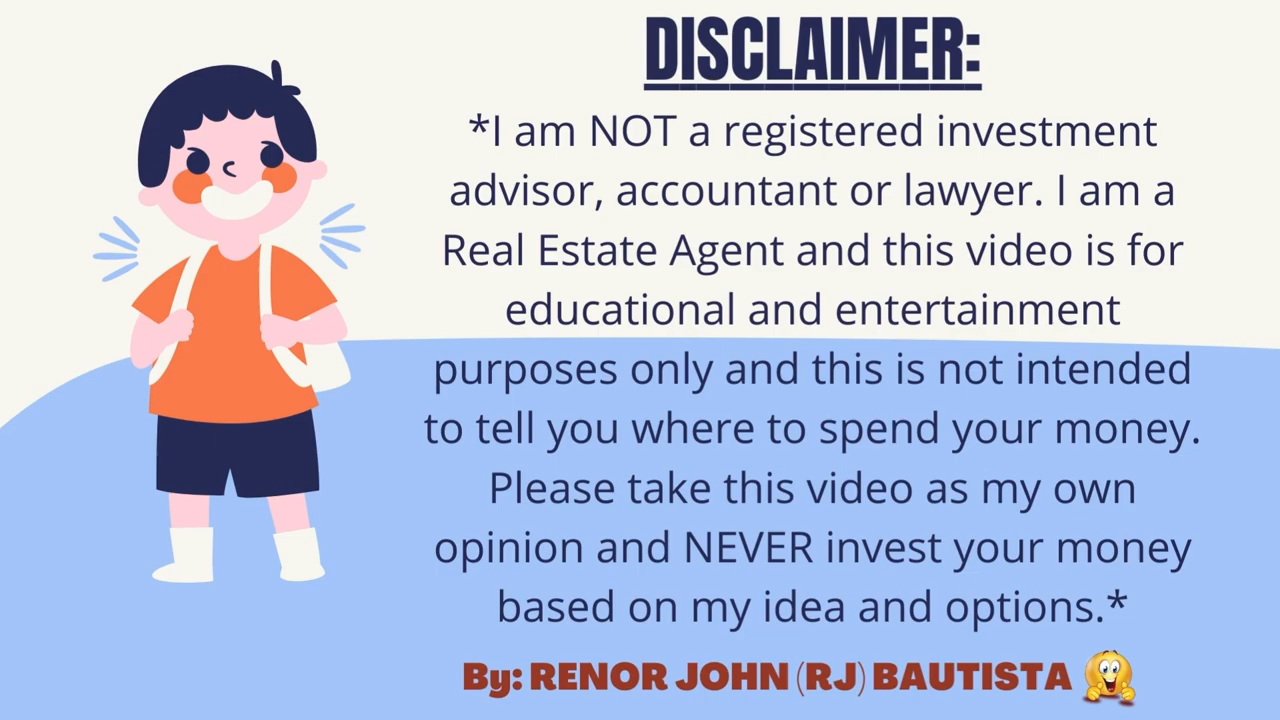 DISCLAIMER:
*I am NOT a registered investment
advisor, accountant or lawyer. I am a
Real Estate Agent and this video is for
educational and entertainment
purposes only and this is not intended
to tell you where to spend your money.
Please take this video as my own
opinion and NEVER invest your money
based on my idea and options.*
By: RENOR JOHN (RJ) BAUTISTA